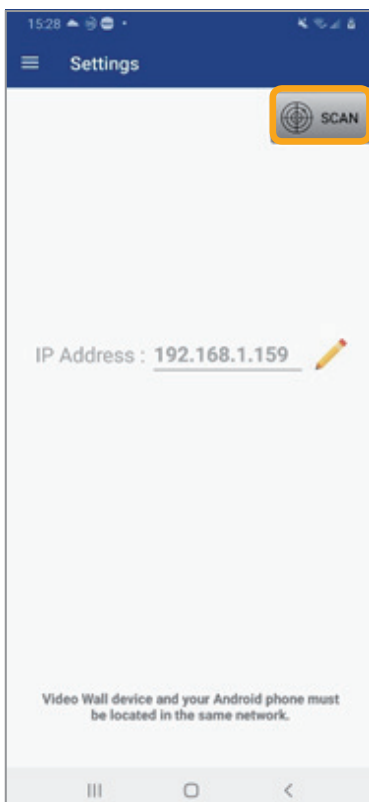 15:28
Settings
SCAN
IP Address : 192.168.1.159
Video Wall device and your Android phone must
be located in the same network.